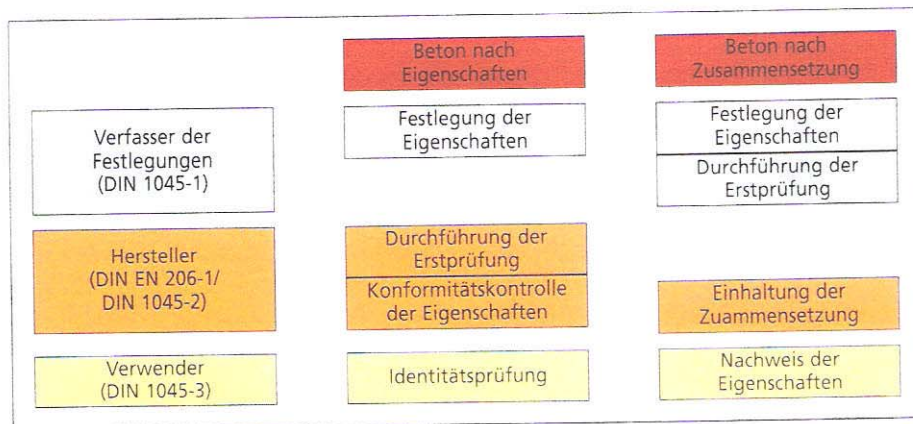 Beton nach
Eigenschaften
Beton nach
Zusammensetzung
Verfasser der
Festlegungen
(DIN 1045-1)
Festlegung der
Eigenschaften
Festlegung der
Eigenschaften
Durchführung der
Erstprüfung
Hersteller
(DIN EN 206-1/
DIN 1045-2)
Durchführung der
Erstprüfung
Konformitätskontrolle
der Eigenschaften
Einhaltung der
Zuammensetzung
Verwender
(DIN 1045-3)
Identitätsprüfung
Nachweis der
Eigenschaften